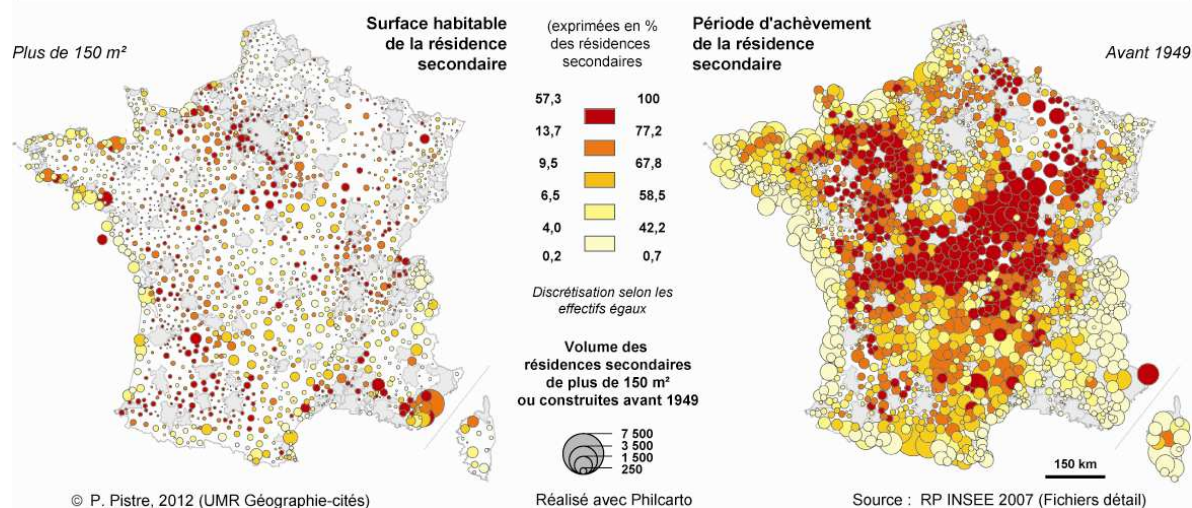 Plus de 150 m²
Surface habitable
de la résidence
secondaire
(exprimées en %
des résidences
secondaires
Période d'achèvement
de la résidence
secondaire
Avant 1949
57,3 100
13,7 77,2
9,5 67,8
6,5 58,5
4,0 42,2
0,2 0,7
Discrétisation selon les
effectifs égaux
Volume des
résidences secondaires
de plus de 150 m²
ou construites avant 1949
7 500
3 500
1 500
250
150 km
© P. Pistre, 2012 (UMR Géographie-cités)
Réalisé avec Philcarto
Source : RP INSEE 2007 (Fichiers détail)